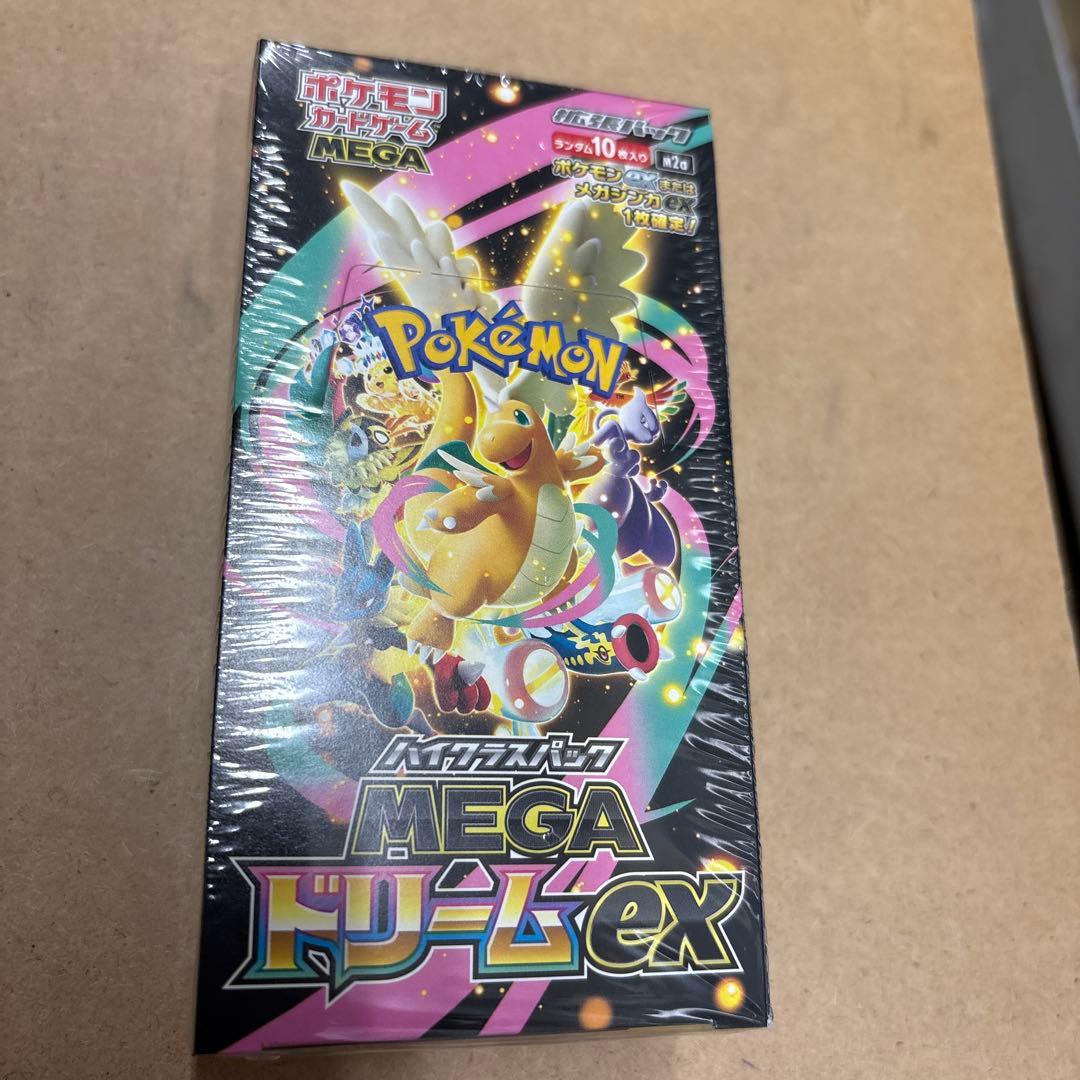 ポケモン
カードゲーム
MEGA
拡張パック
ランダム10枚入り
M2a
ポケモンexまたは
メガシンカex
1枚確定!
POKÉMON
TM
ハイクラスパック
MEGA
ドリームex